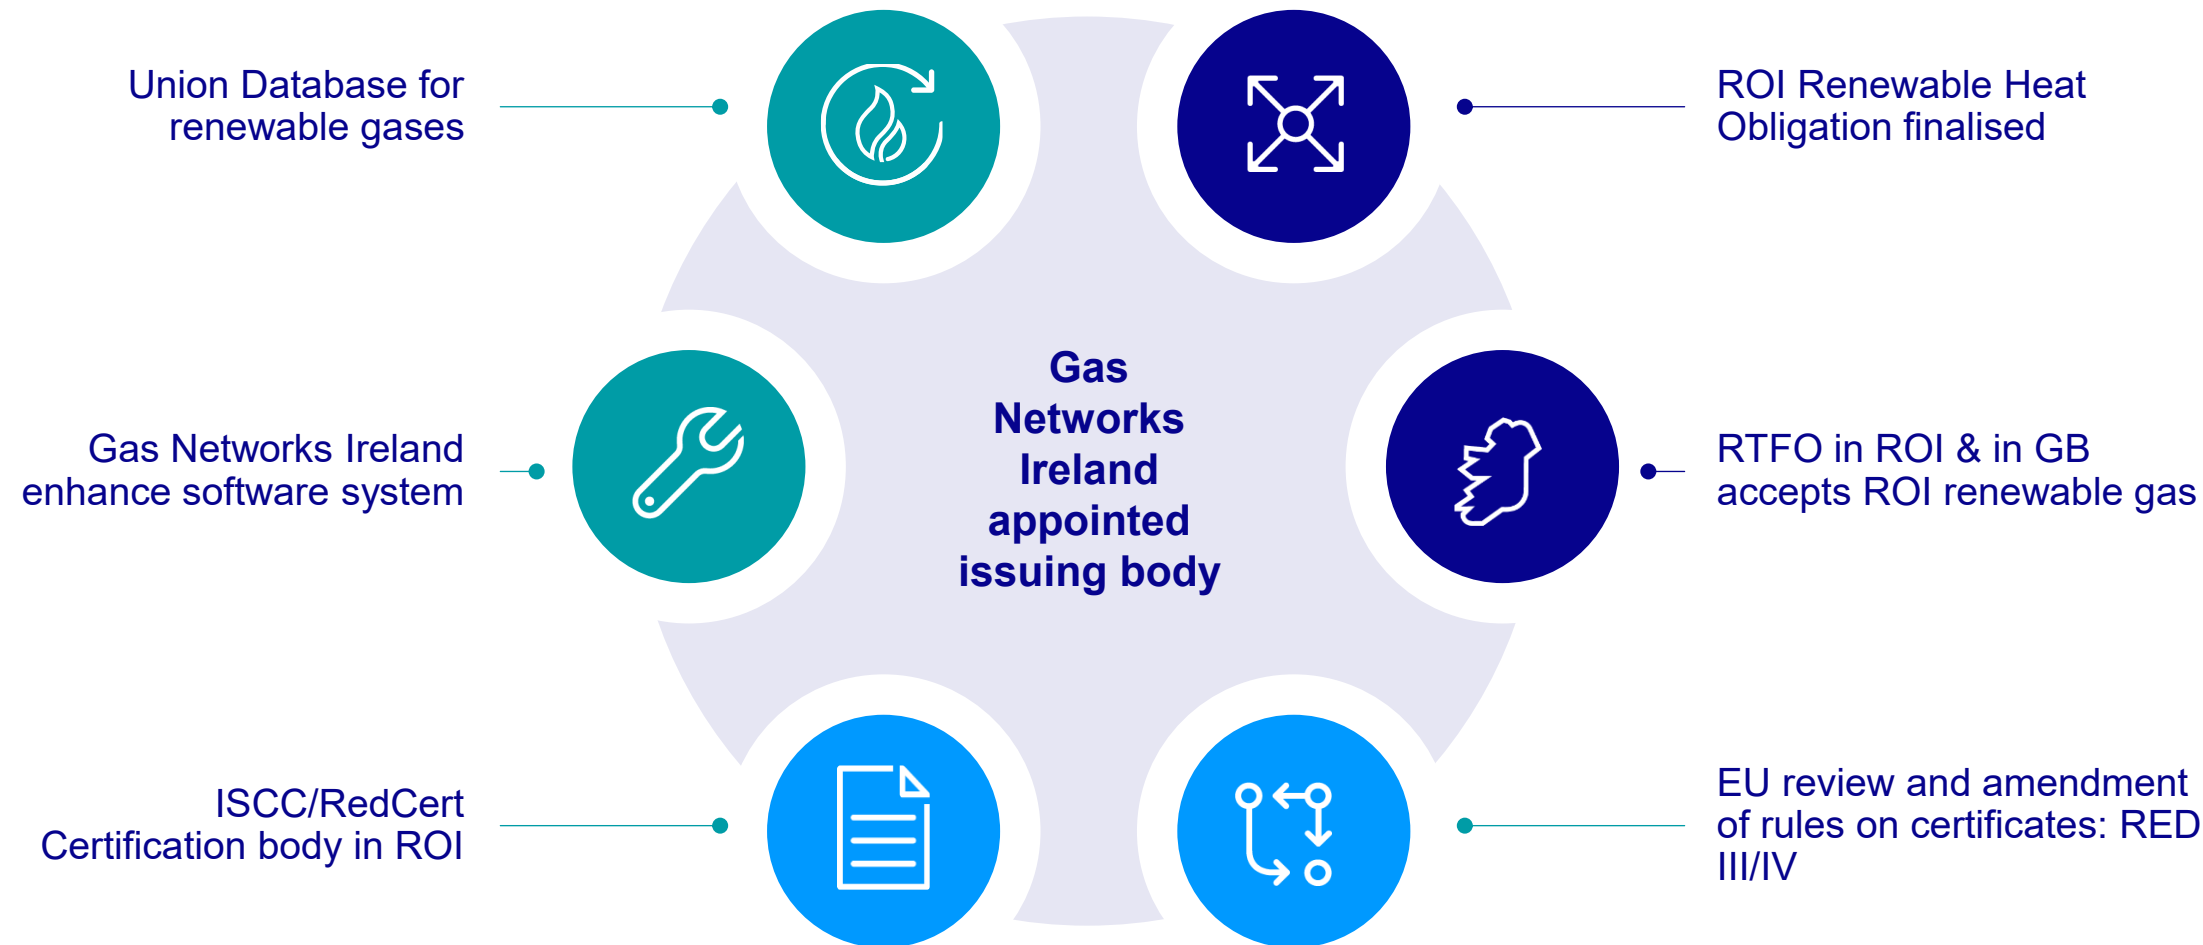 Union Database for
renewable gases
ROI Renewable Heat
Obligation finalised
Gas
Networks
Ireland
appointed
issuing body
Gas Networks Ireland
enhance software system
RTFO in ROI & in GB
accepts ROI renewable gas
ISCC/RedCert
Certification body in ROI
EU review and amendment
of rules on certificates: RED
III/IV